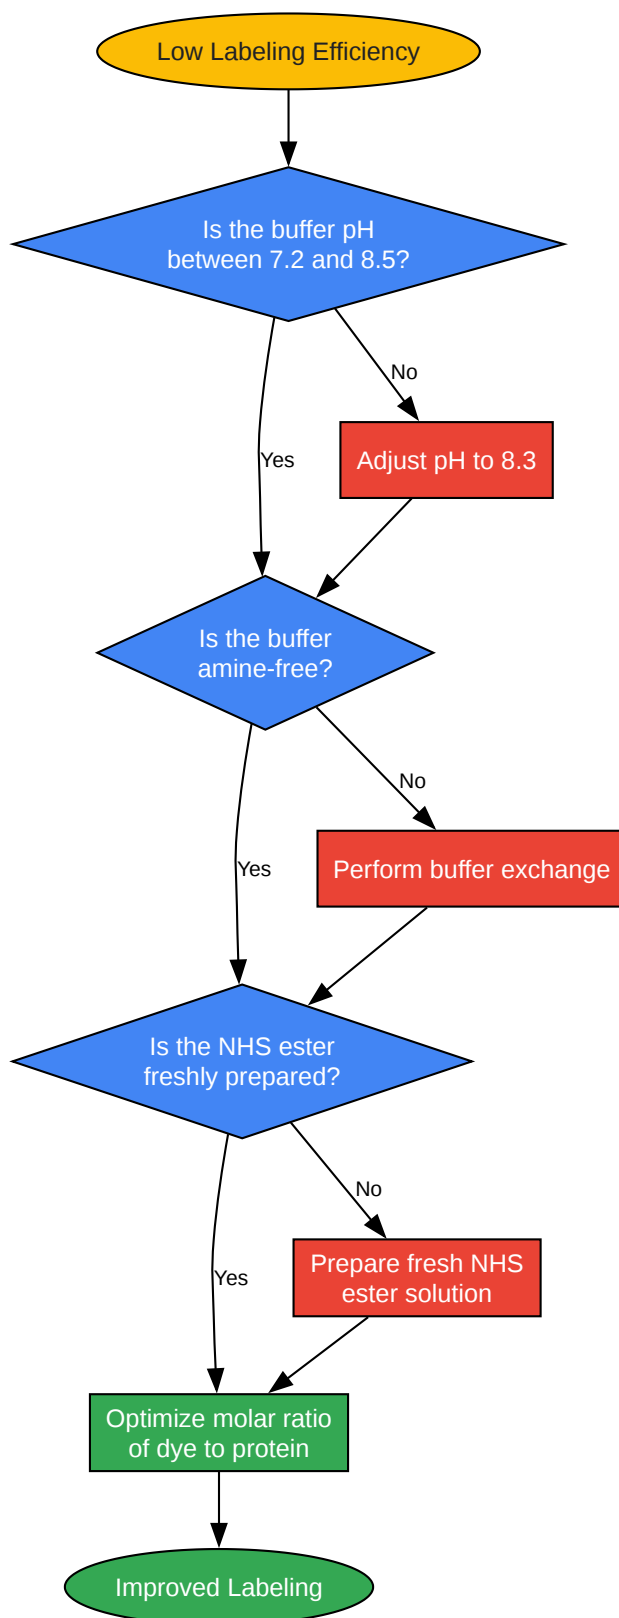 Low Labeling Efficiency
Is the buffer pH
between 7.2 and 8.5?
No
Yes
Adjust pH to 8.3
Is the buffer
amine-free?
No
Yes
Perform buffer exchange
Is the NHS ester
freshly prepared?
No
Yes
Prepare fresh NHS
ester solution
Optimize molar ratio
of dye to protein
Improved Labeling